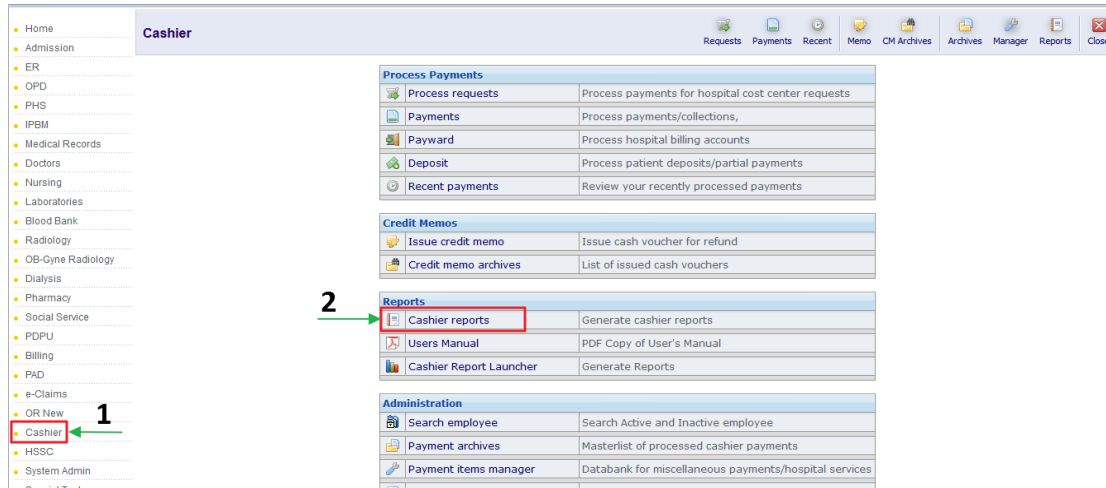 Home
Admission
ER
OPD
PHS
IPBM
Medical Records
Doctors
Nursing
Laboratories
Blood Bank
Radiology
OB-Gyne Radiology
Dialysis
Pharmacy
Social Service
PDPU
Billing
PAD
e-Claims
OR New
Cashier
1
HSSC
System Admin
Cashier
Requests Payments Recent Memo CM Archives Archives Manager Reports Close
Process Payments
Process requests Process payments for hospital cost center requests
Payments Process payments/collections,
Payward Process hospital billing accounts
Deposit Process patient deposits/partial payments
Recent payments Review your recently processed payments
Credit Memos
Issue credit memo Issue cash voucher for refund
Credit memo archives List of issued cash vouchers
2
Reports
Cashier reports Generate cashier reports
Users Manual PDF Copy of User's Manual
Cashier Report Launcher Generate Reports
Administration
Search employee Search Active and Inactive employee
Payment archives Masterlist of processed cashier payments
Payment items manager Databank for miscellaneous payments/hospital services